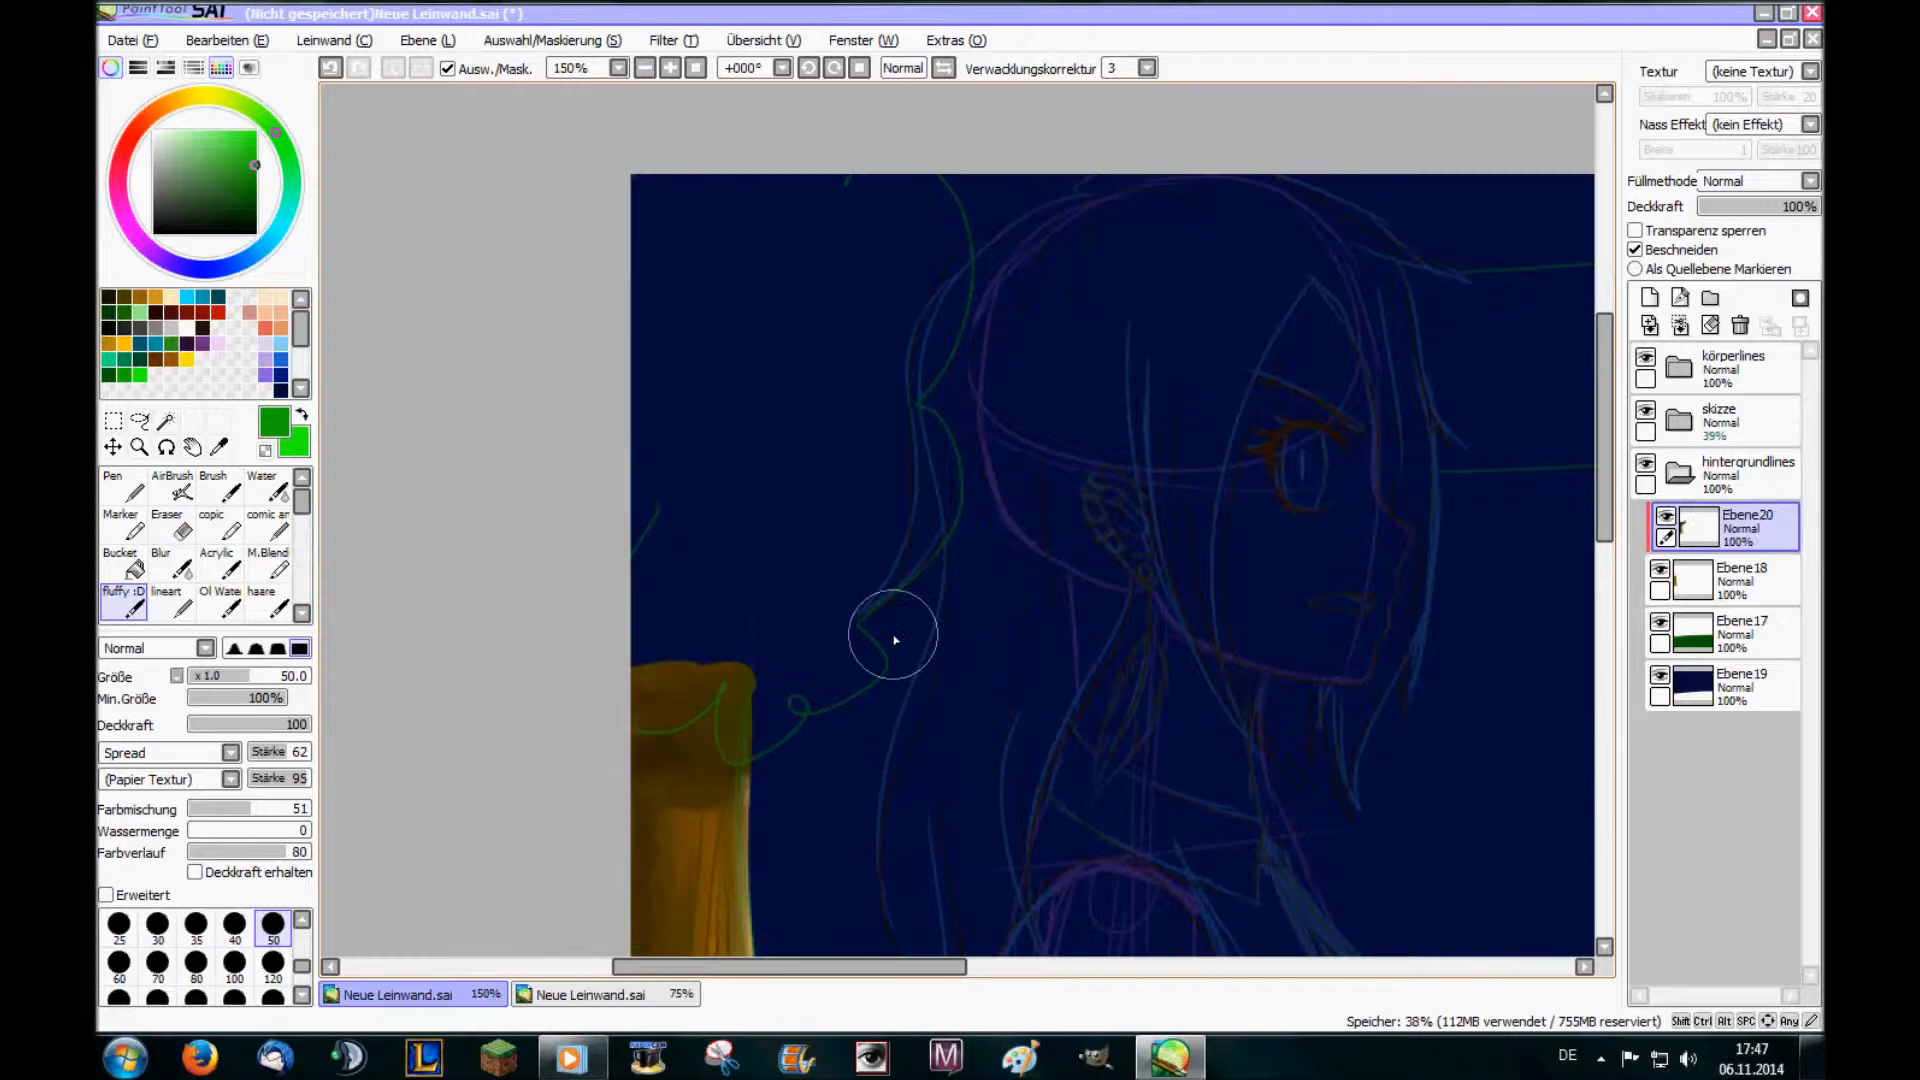 PaintTool SAI (Nicht gespeichert)Neue Leinwand.sai (*)
Datei (F) Bearbeiten (E) Leinwand (C) Ebene (L) Auswahl/Maskierung (S) Filter (T) Übersicht (V) Fenster (W) Extras (O)
Ausw./Mask. 150% +000° Normal Verwacklungskorrektur 3
Textur (keine Textur)
Skalieren 100% Stärke 20
Nass Effekt (kein Effekt)
Breite 1 Stärke 100
Füllmethode Normal
Deckkraft 100%
Transparenz sperren
Beschneiden
Als Quellebene Markieren
körperlines
Normal
100%
skizze
Normal
39%
hintergrundlines
Normal
100%
Ebene20
Normal
100%
Ebene18
Normal
100%
Ebene17
Normal
100%
Ebene19
Normal
100%
Pen AirBrush Brush Water
Marker Eraser copic comic ar
Bucket Blur Acrylic M.Blendi
fluffy :D lineart Ol Wate haare
Normal
Größe x 1.0 50.0
Min.Größe 100%
Deckkraft 100
Spread Stärke 62
(Papier Textur) Stärke 95
Farbmischung 51
Wassermenge 0
Farbverlauf 80
Deckkraft erhalten
Erweitert
25 30 35 40 50
60 70 80 100 120
Neue Leinwand.sai 150% Neue Leinwand.sai 75%
Speicher: 38% (112MB verwendet / 755MB reserviert) Shift Ctrl Alt SPC Any
DE 17:47
06.11.2014